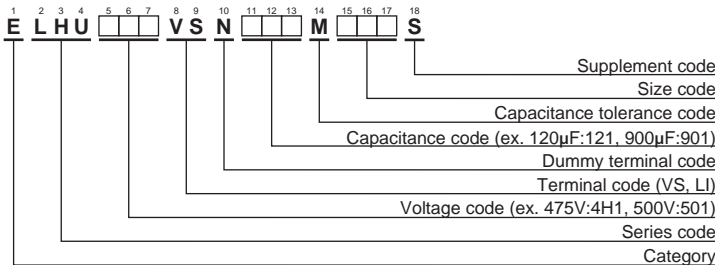 1 2 3 4 5 6 7 8 9 10 11 12 13 14 15 16 17 18
E L H U □□□ V S N □□□ M □□□ S
Supplement code
Size code
Capacitance tolerance code
Capacitance code (ex. 120μF:121, 900μF:901)
Dummy terminal code
Terminal code (VS, LI)
Voltage code (ex. 475V:4H1, 500V:501)
Series code
Category